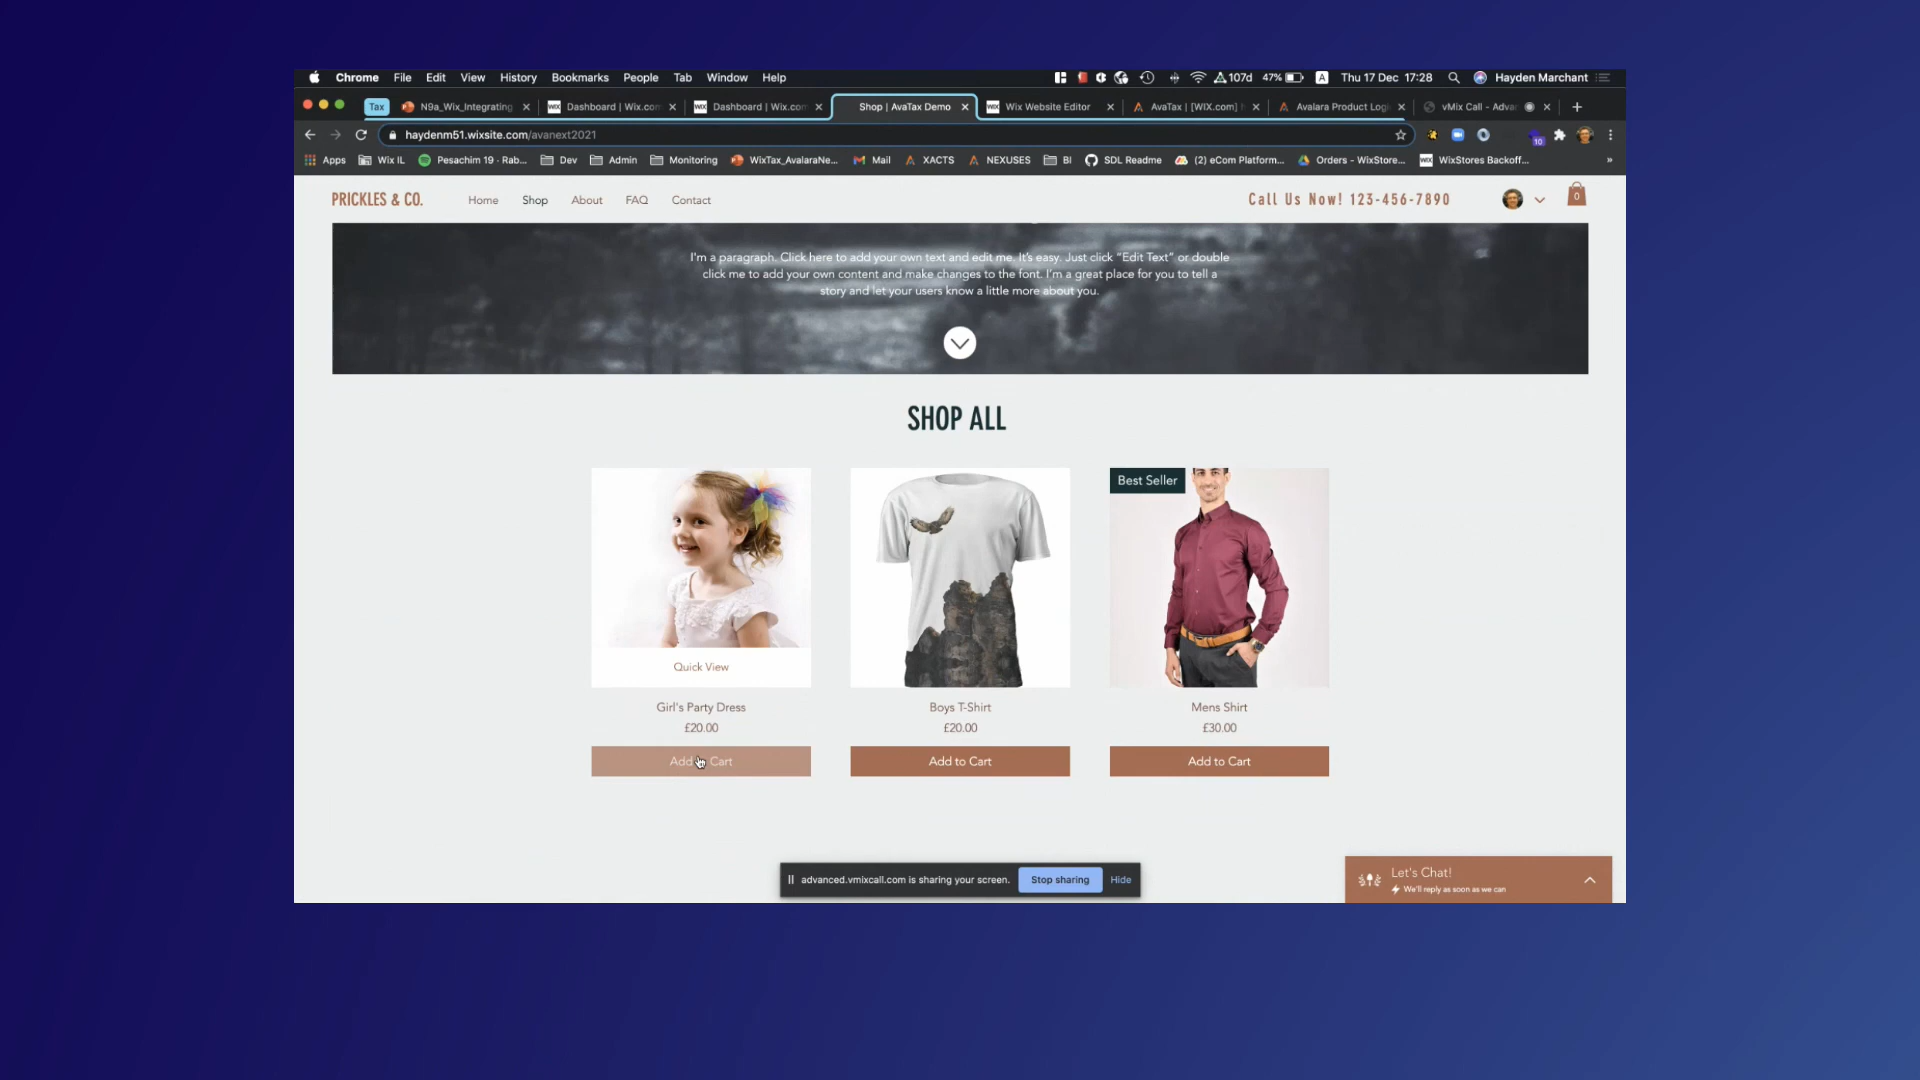 Chrome File Edit View History Bookmarks People Tab Window Help
107d 47% A Thu 17 Dec 17:28 Hayden Marchant
Tax N9a_Wix_Integrating Dashboard | Wix.com Dashboard | Wix.com Shop | AvaTax Demo Wix Website Editor AvaTax | [WIX.com] Avalara Product Logi vMix Call - Advan
haydenm51.wixsite.com/avanext2021
10
Apps Wix IL Pesachim 19 - Rab... Dev Admin Monitoring WixTax_AvalaraNe... Mail XACTS NEXUSES BI SDL Readme (2) eCom Platform... Orders - WixStore... WixStores Backoff... »
PRICKLES & CO. Home Shop About FAQ Contact Call Us Now! 123-456-7890 0
I'm a paragraph. Click here to add your own text and edit me. It's easy. Just click "Edit Text" or double
click me to add your own content and make changes to the font. I'm a great place for you to tell a
story and let your users know a little more about you.
SHOP ALL
Best Seller
Quick View
Girl's Party Dress Boys T-Shirt Mens Shirt
£20.00 £20.00 £30.00
Add to Cart Add to Cart Add to Cart
advanced.vmixcall.com is sharing your screen. Stop sharing Hide
Let's Chat!
We'll reply as soon as we can